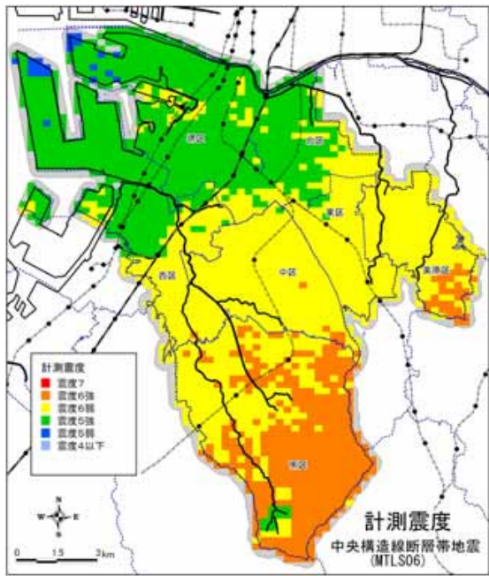 堺区
北区
東区
西区
中区
美原区
南区
計測震度
震度7
震度6強
震度6弱
震度5強
震度5弱
震度4以下
N
W E
S
0 1.5 3km
計測震度
中央構造線断層帯地震
(MTLS06)